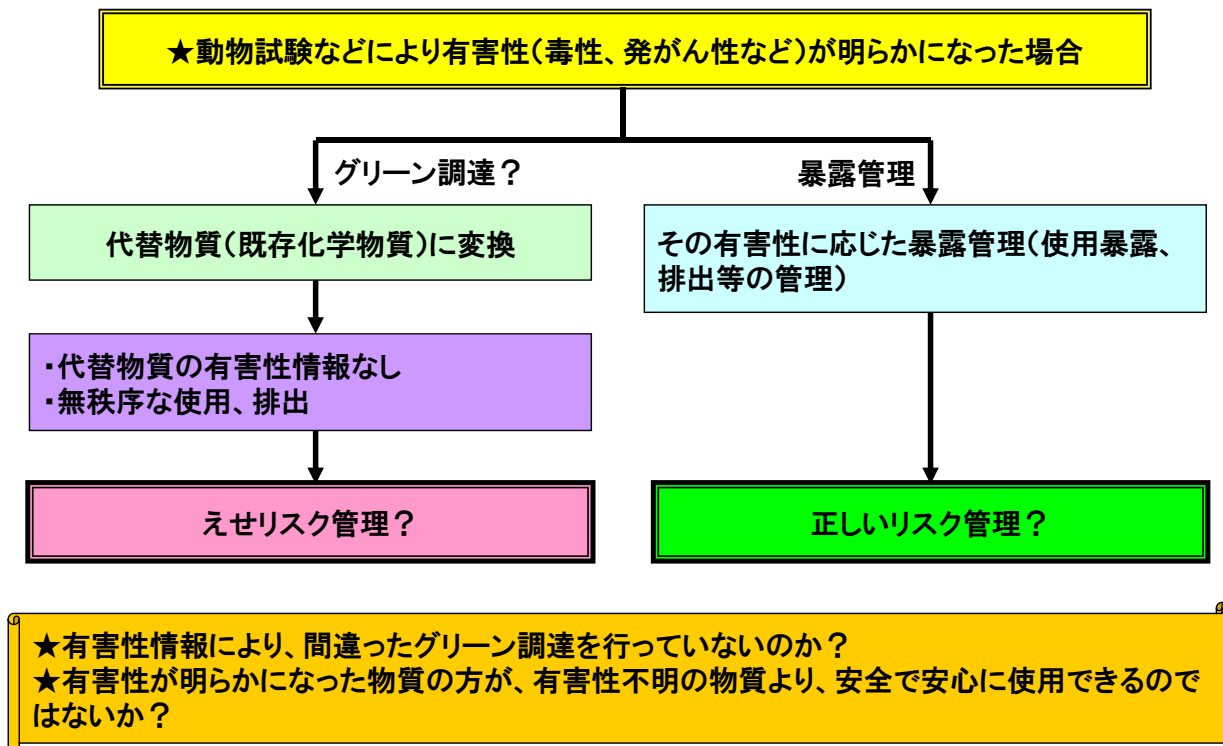 ★動物試験などにより有害性(毒性、発がん性など)が明らかになった場合
グリーン調達?
暴露管理
代替物質(既存化学物質)に変換
その有害性に応じた暴露管理(使用暴露、
排出等の管理)
・代替物質の有害性情報なし
・無秩序な使用、排出
えせリスク管理?
正しいリスク管理?
★有害性情報により、間違ったグリーン調達を行っていないのか?
★有害性が明らかになった物質の方が、有害性不明の物質より、安全で安心に使用できるので
はないか?